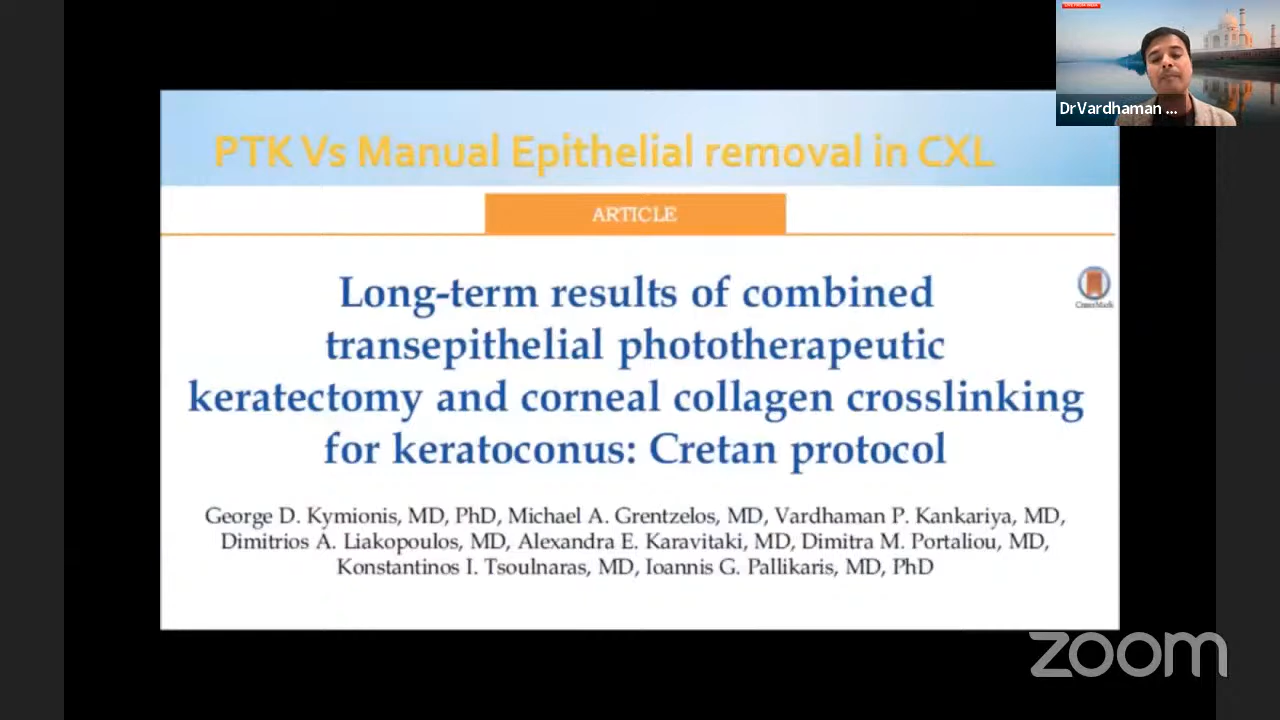 DrVardhaman ...
PTK Vs Manual Epithelial removal in CXL
ARTICLE
CrossMark
Long-term results of combined
transepithelial phototherapeutic
keratectomy and corneal collagen crosslinking
for keratoconus: Cretan protocol
George D. Kymionis, MD, PhD, Michael A. Grentzelos, MD, Vardhaman P. Kankariya, MD,
Dimitrios A. Liakopoulos, MD, Alexandra E. Karavitaki, MD, Dimitra M. Portaliou, MD,
Konstantinos I. Tsoulnaras, MD, Ioannis G. Pallikaris, MD, PhD
zoom